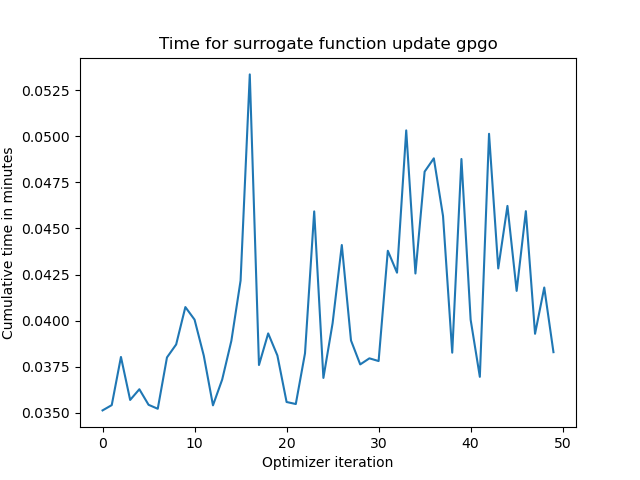 Time for surrogate function update gpgo
Cumulative time in minutes
0.0525
0.0500
0.0475
0.0450
0.0425
0.0400
0.0375
0.0350
0 10 20 30 40 50
Optimizer iteration